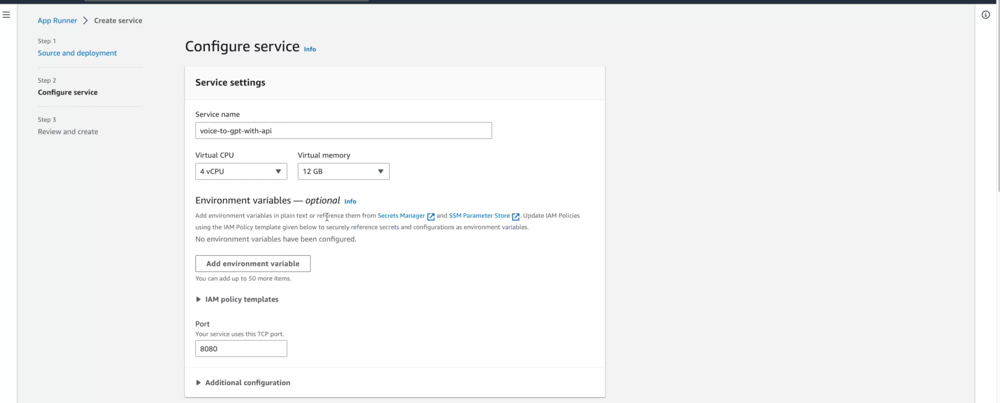 App Runner > Create service
Step 1
Source and deployment
Step 2
Configure service
Step 3
Review and create
Configure service Info
Service settings
Service name
voice-to-gpt-with-api
Virtual CPU
Virtual memory
4 vCPU
12 GB
Environment variables — optional Info
Add environment variables in plain text or reference them from Secrets Manager and SSM Parameter Store. Update IAM Policies
using the IAM Policy template given below to securely reference secrets and configurations as environment variables.
No environment variables have been configured.
Add environment variable
You can add up to 50 more items.
IAM policy templates
Port
Your service uses this TCP port.
8080
Additional configuration